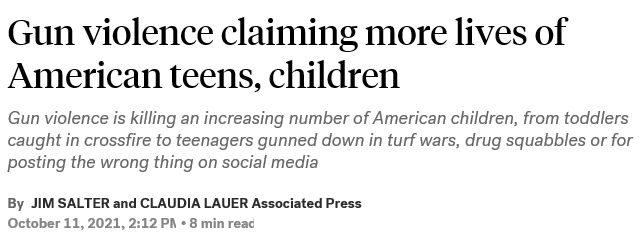 Gun violence claiming more lives of
American teens, children
Gun violence is killing an increasing number of American children, from toddlers
caught in crossfire to teenagers gunned down in turf wars, drug squabbles or for
posting the wrong thing on social media
By JIM SALTER and CLAUDIA LAUER Associated Press
October 11, 2021, 2:12 PM • 8 min read